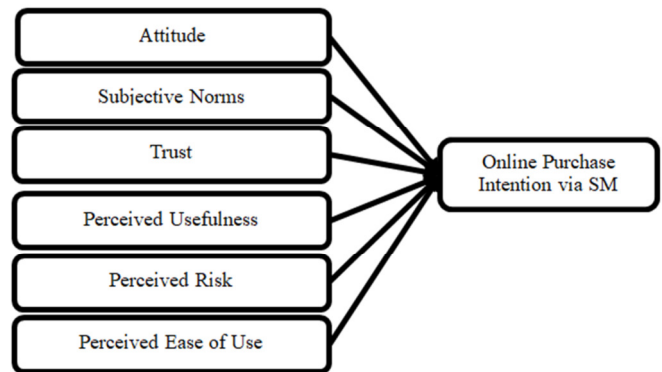 Attitude
Subjective Norms
Trust
Perceived Usefulness
Perceived Risk
Perceived Ease of Use
Online Purchase
Intention via SM